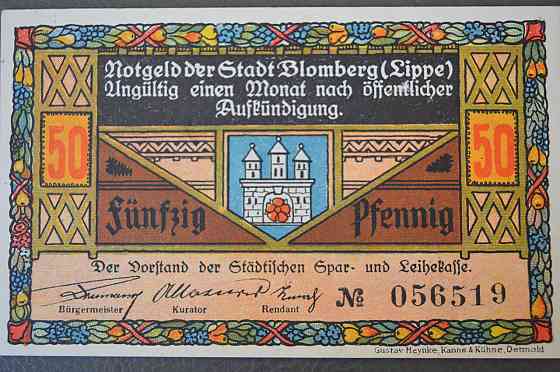 Notgeld der Stadt Blomberg (Lippe)
Ungültig einen Monat nach öffentlicher
Aufkündigung.
50
50
Fünfzig Pfennig
Der Vorstand der Städtischen Spar- und Leihekasse.
Bürgermeister Kurator Rendant № 056519
Gustav Heynke, Kanne & Kühne, Detmold